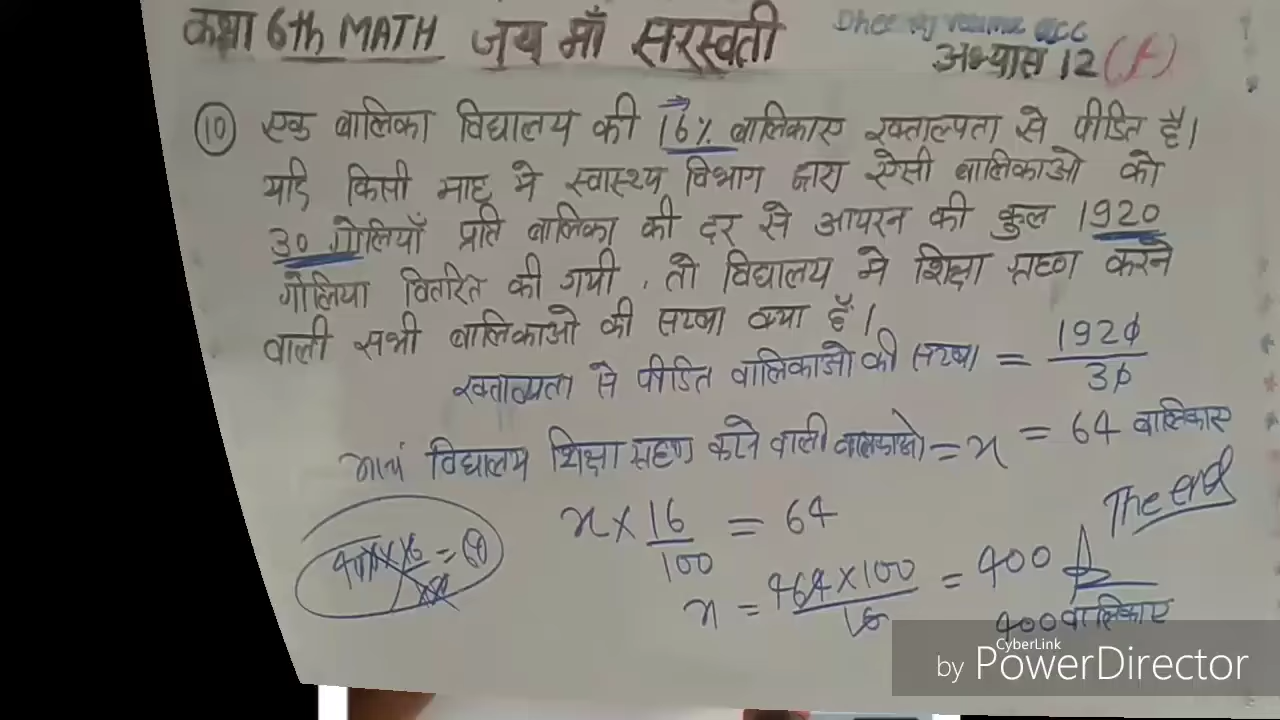 कक्षा 6th MATH जय माँ सरस्वती
अभ्यास 12 (A)
(10) एक बालिका विद्यालय की 16% बालिकाए रक्ताल्पता से पीडित है।
यदि किसी माह मे स्वास्थ्य विभाग द्वारा ऐसी बालिकाओ को
30 गोलियाँ प्रति बालिका की दर से आयरन की कुल 1920
गोलिया वितरित की गयी, तो विद्यालय मे शिक्षा ग्रहण करने
वाली सभी बालिकाओ की संख्या क्या है।
रक्ताल्पता से पीडित बालिकाओ की संख्या = 1920/30
माना विद्यालय शिक्षा ग्रहण करने वाली बालकाओ = x = 64 बालिकाए
The end
x × 16/100 = 64
x = 464×100/16 = 400
400 बालिकाए
CyberLink
by PowerDirector